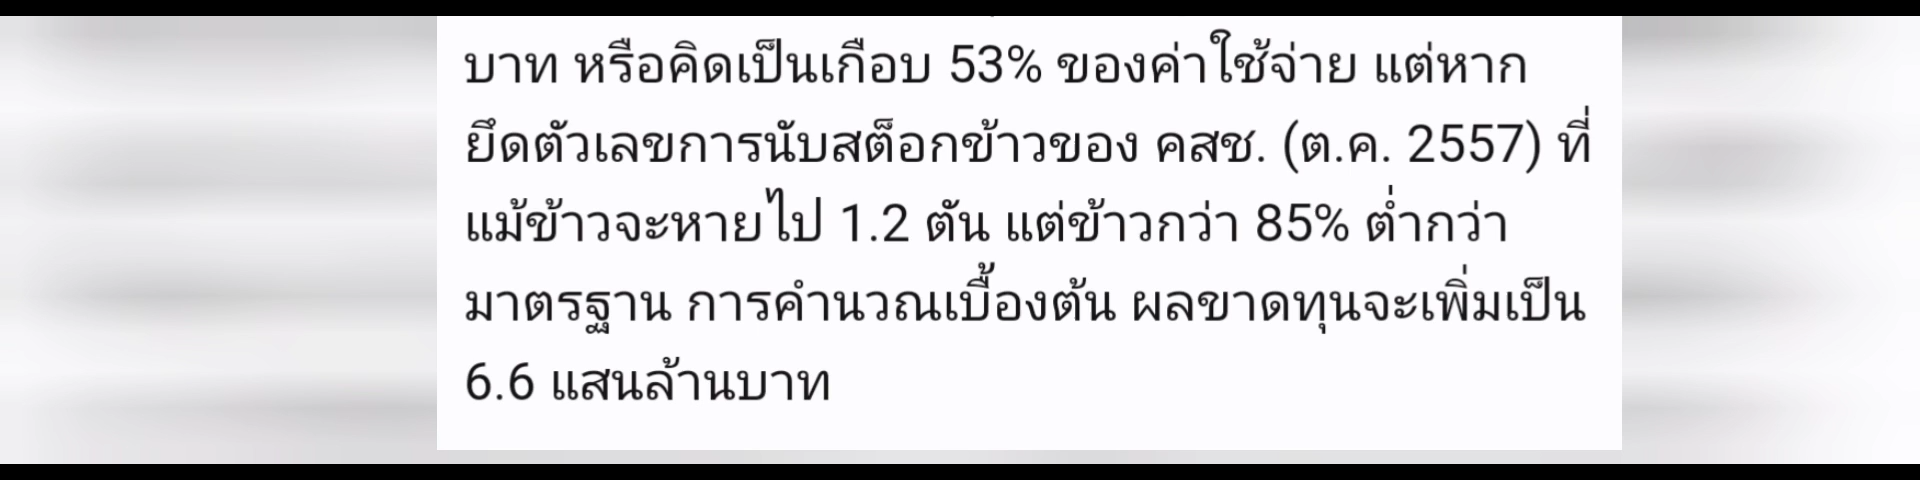 บาท หรือคิดเป็นเกือบ 53% ของค่าใช้จ่าย แต่หาก
ยึดตัวเลขการนับสต็อกข้าวของ คสช. (ต.ค. 2557) ที่
แม้ข้าวจะหายไป 1.2 ตัน แต่ข้าวกว่า 85% ต่ำกว่า
มาตรฐาน การคำนวณเบื้องต้น ผลขาดทุนจะเพิ่มเป็น
6.6 แสนล้านบาท